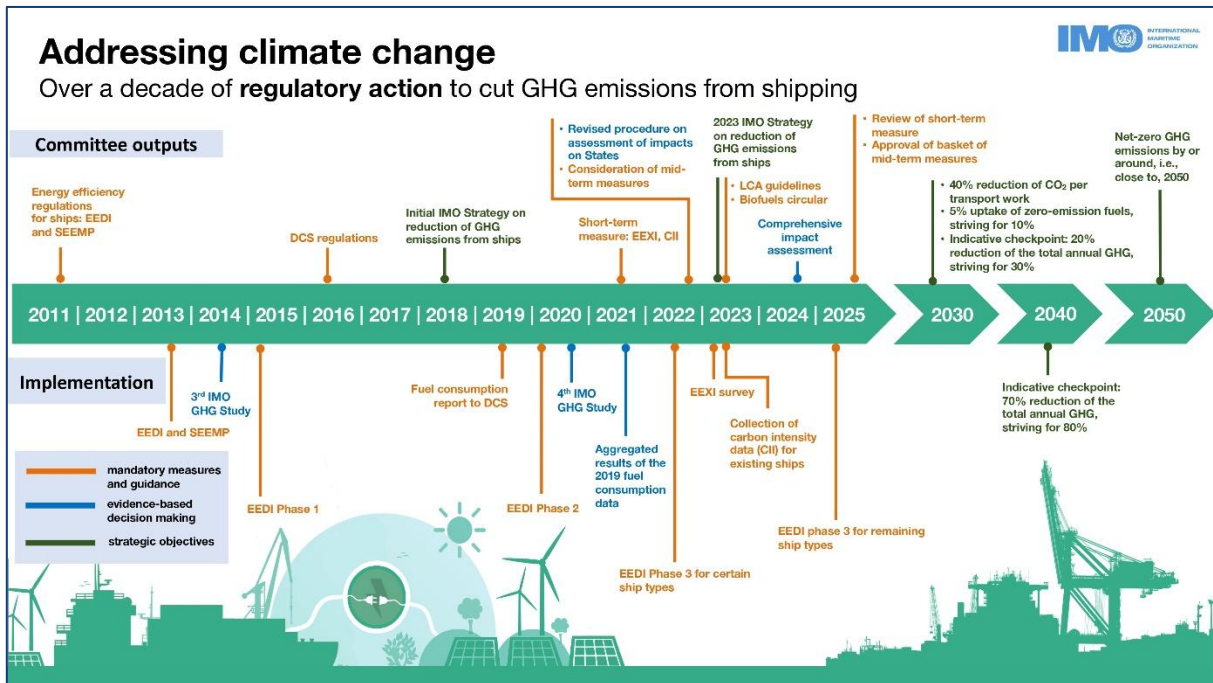 Addressing climate change
Over a decade of regulatory action to cut GHG emissions from shipping
IMO
INTERNATIONAL
MARITIME
ORGANIZATION
Committee outputs
Energy efficiency
regulations
for ships: EEDI
and SEEMP
DCS regulations
Initial IMO Strategy on
reduction of GHG
emissions from ships
• Revised procedure on
assessment of impacts
on States
• Consideration of mid-
term measures
Short-term
measure: EEXI, CII
2023 IMO Strategy
on reduction of
GHG emissions
from ships
• LCA guidelines
• Biofuels circular
Comprehensive
impact
assessment
• Review of short-term
measure
• Approval of basket of
mid-term measures
• 40% reduction of CO₂ per
transport work
• 5% uptake of zero-emission fuels,
striving for 10%
• Indicative checkpoint: 20%
reduction of the total annual GHG,
striving for 30%
Net-zero GHG
emissions by or
around, i.e.,
close to, 2050
2011 | 2012 | 2013 | 2014 | 2015 | 2016 | 2017 | 2018 | 2019 | 2020 | 2021 | 2022 | 2023 | 2024 | 2025
2030
2040
2050
Implementation
EEDI and SEEMP
3rd IMO
GHG Study
EEDI Phase 1
Fuel consumption
report to DCS
EEDI Phase 2
4th IMO
GHG Study
Aggregated
results of the
2019 fuel
consumption
data
EEDI Phase 3 for certain
ship types
EEXI survey
Collection of
carbon intensity
data (CII) for
existing ships
EEDI phase 3 for remaining
ship types
Indicative checkpoint:
70% reduction of the
total annual GHG,
striving for 80%
mandatory measures
and guidance
evidence-based
decision making
strategic objectives